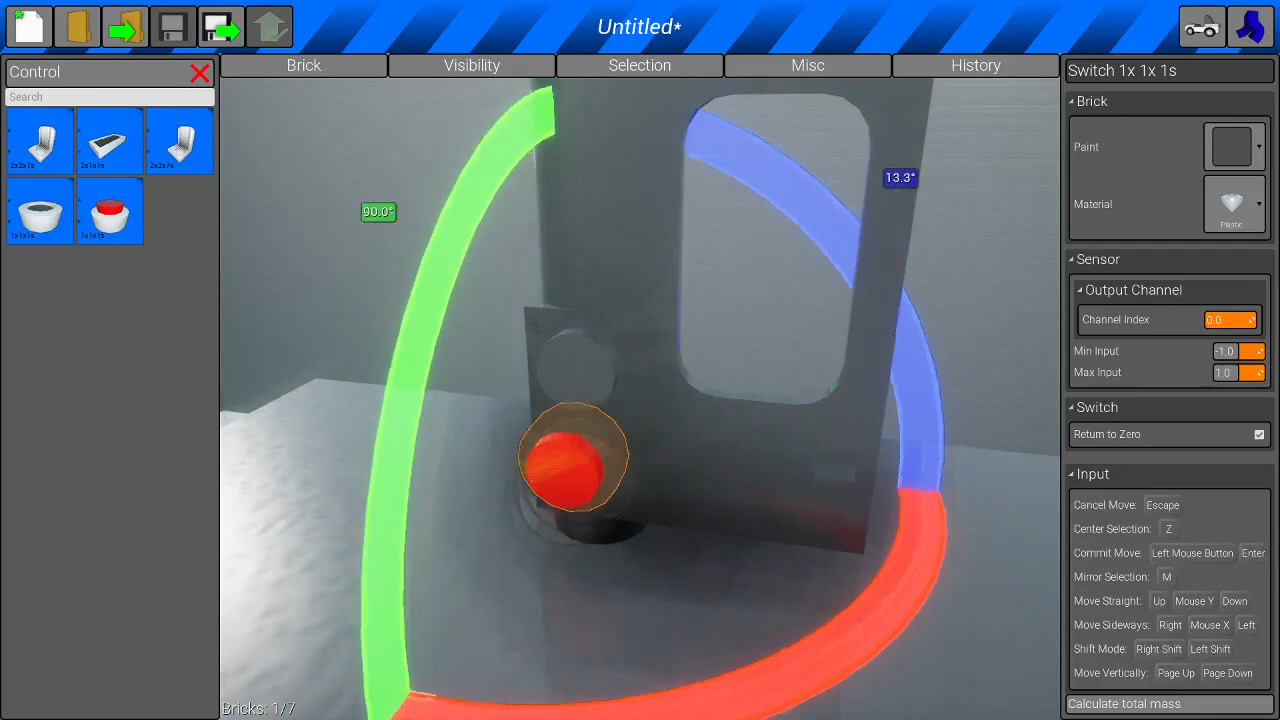 Untitled*
Control
Search
2x2x7s
2x1x1s
2x2x7s
1x1x1s
1x1x1s
Brick
Visibility
Selection
Misc
History
90.0°
13.3°
Bricks: 1/7
Switch 1x 1x 1s
Brick
Paint
Material
Plastic
Sensor
Output Channel
Channel Index 0.0
Min Input -1.0
Max Input 1.0
Switch
Return to Zero
Input
Cancel Move: Escape
Center Selection: Z
Commit Move: Left Mouse Button Enter
Mirror Selection: M
Move Straight: Up Mouse Y Down
Move Sideways: Right Mouse X Left
Shift Mode: Right Shift Left Shift
Move Vertically: Page Up Page Down
Calculate total mass